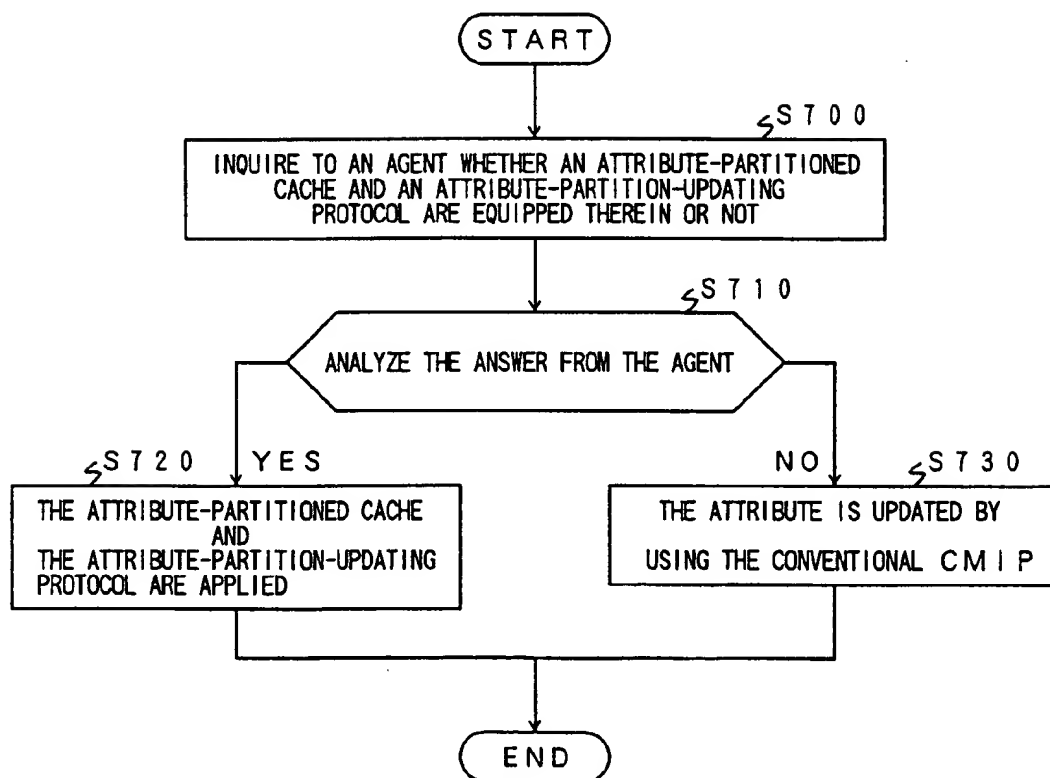 START
S700
INQUIRE TO AN AGENT WHETHER AN ATTRIBUTE-PARTITIONED
CACHE AND AN ATTRIBUTE-PARTITION-UPDATING
PROTOCOL ARE EQUIPPED THEREIN OR NOT
S710
ANALYZE THE ANSWER FROM THE AGENT
S720
YES
THE ATTRIBUTE-PARTITIONED CACHE
AND
THE ATTRIBUTE-PARTITION-UPDATING
PROTOCOL ARE APPLIED
NO
S730
THE ATTRIBUTE IS UPDATED BY
USING THE CONVENTIONAL CMIP
END